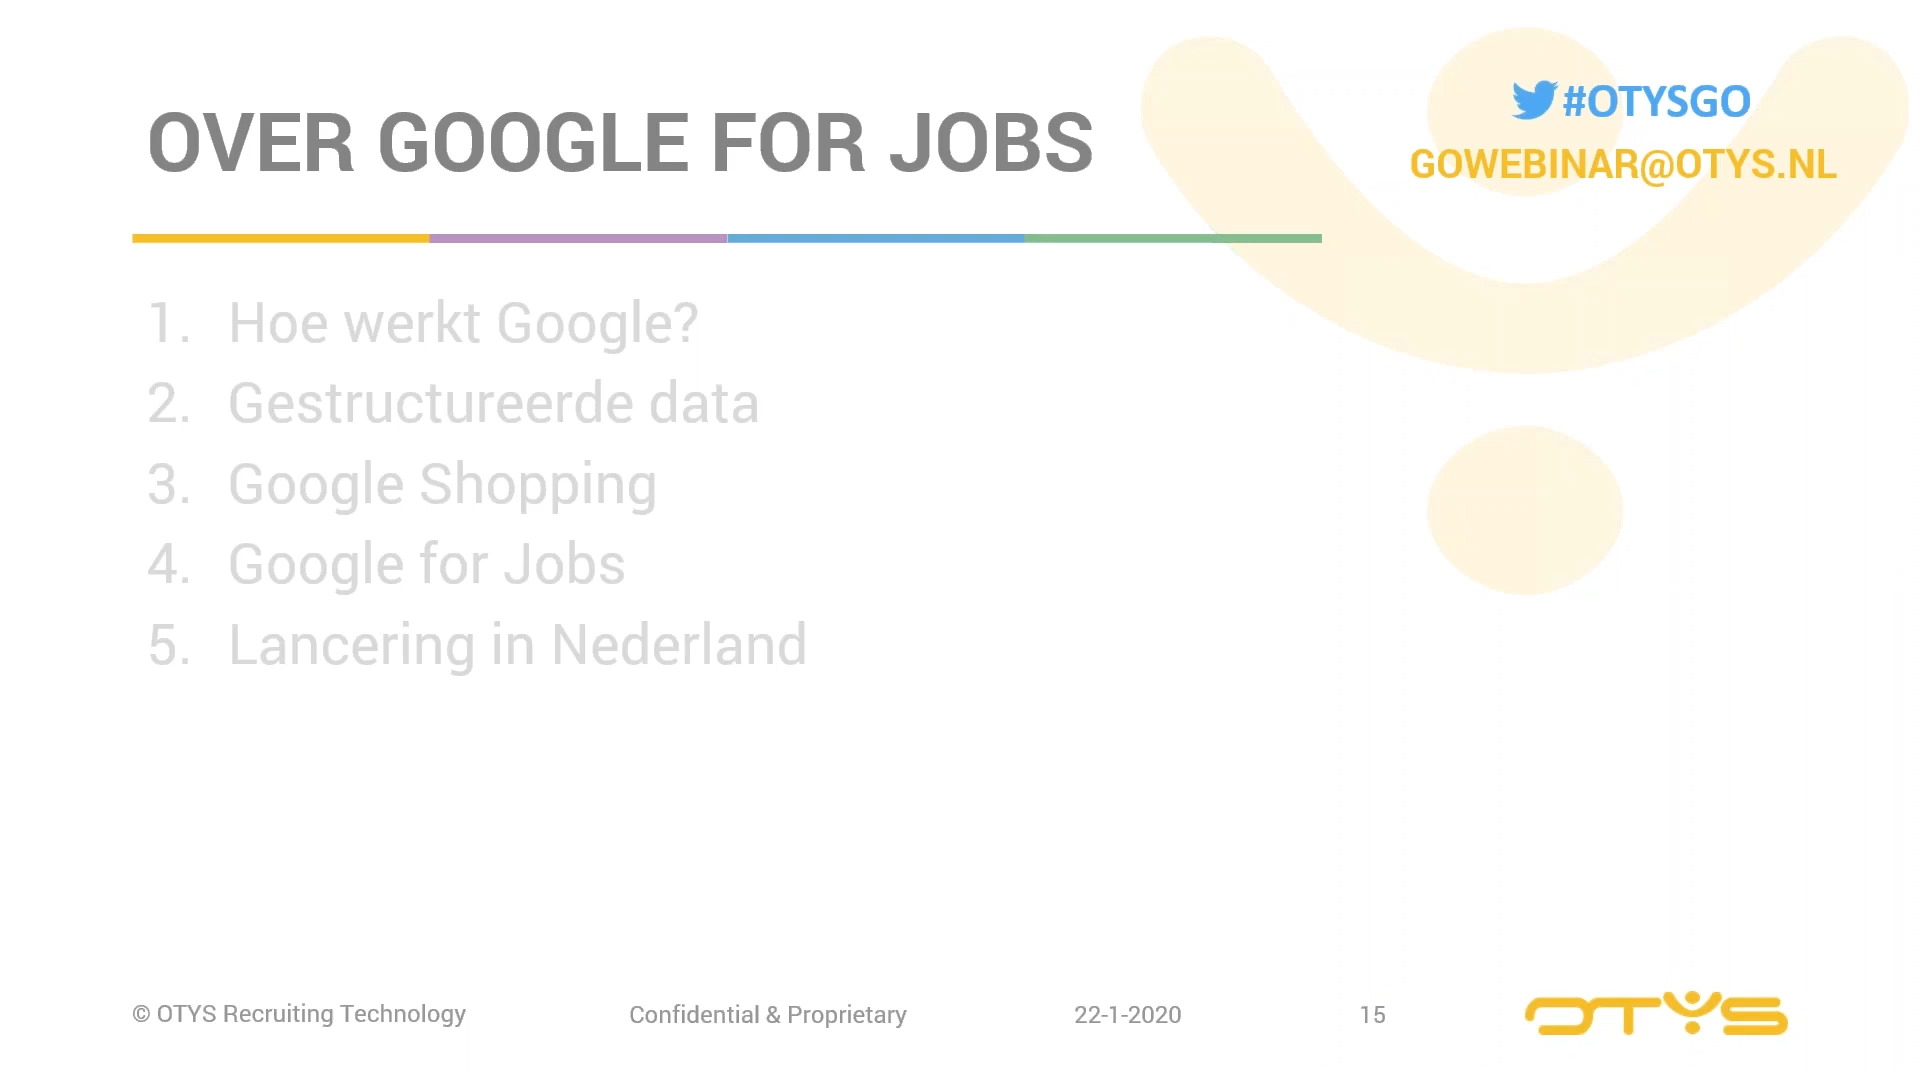 OVER GOOGLE FOR JOBS
#OTYSGO
GOWEBINAR@OTYS.NL
1. Hoe werkt Google?
2. Gestructureerde data
3. Google Shopping
4. Google for Jobs
5. Lancering in Nederland
© OTYS Recruiting Technology
Confidential & Proprietary
22-1-2020
15
OTYS